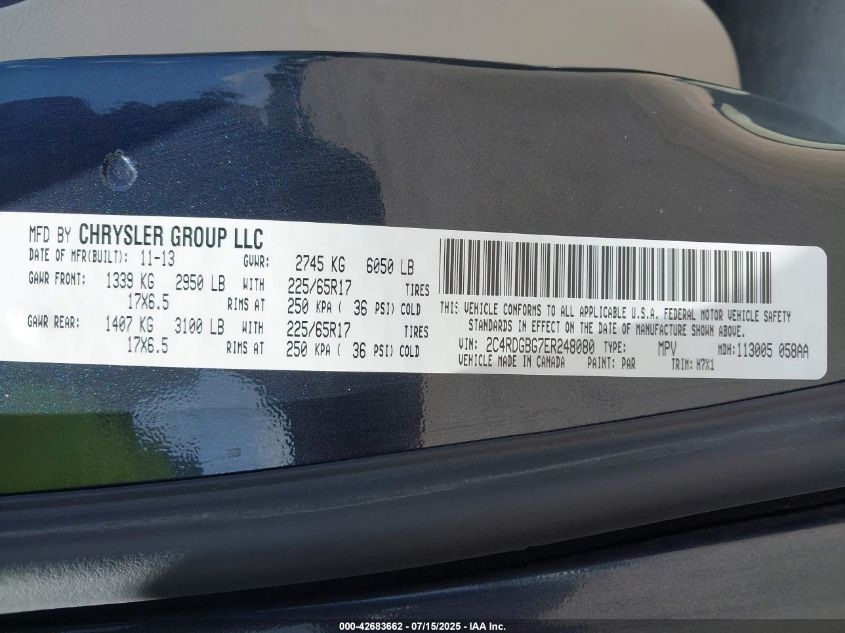 MFD BY CHRYSLER GROUP LLC
DATE OF MFR(BUILT): 11-13 GVWR: 2745 KG 6050 LB
GAWR FRONT: 1339 KG 2950 LB WITH 225/65R17 TIRES
17X6.5 RIMS AT 250 KPA ( 36 PSI) COLD
GAWR REAR: 1407 KG 3100 LB WITH 225/65R17 TIRES
17X6.5 RIMS AT 250 KPA ( 36 PSI) COLD
THIS VEHICLE CONFORMS TO ALL APPLICABLE U.S.A. FEDERAL MOTOR VEHICLE SAFETY
STANDARDS IN EFFECT ON THE DATE OF MANUFACTURE SHOWN ABOVE.
VIN: 2C4RDGBG7ER248080 TYPE: MPV MDH: 113005 058AA
VEHICLE MADE IN CANADA PAINT: PAR TRIM: H7X1
000-42683662 - 07/15/2025 - IAA Inc.